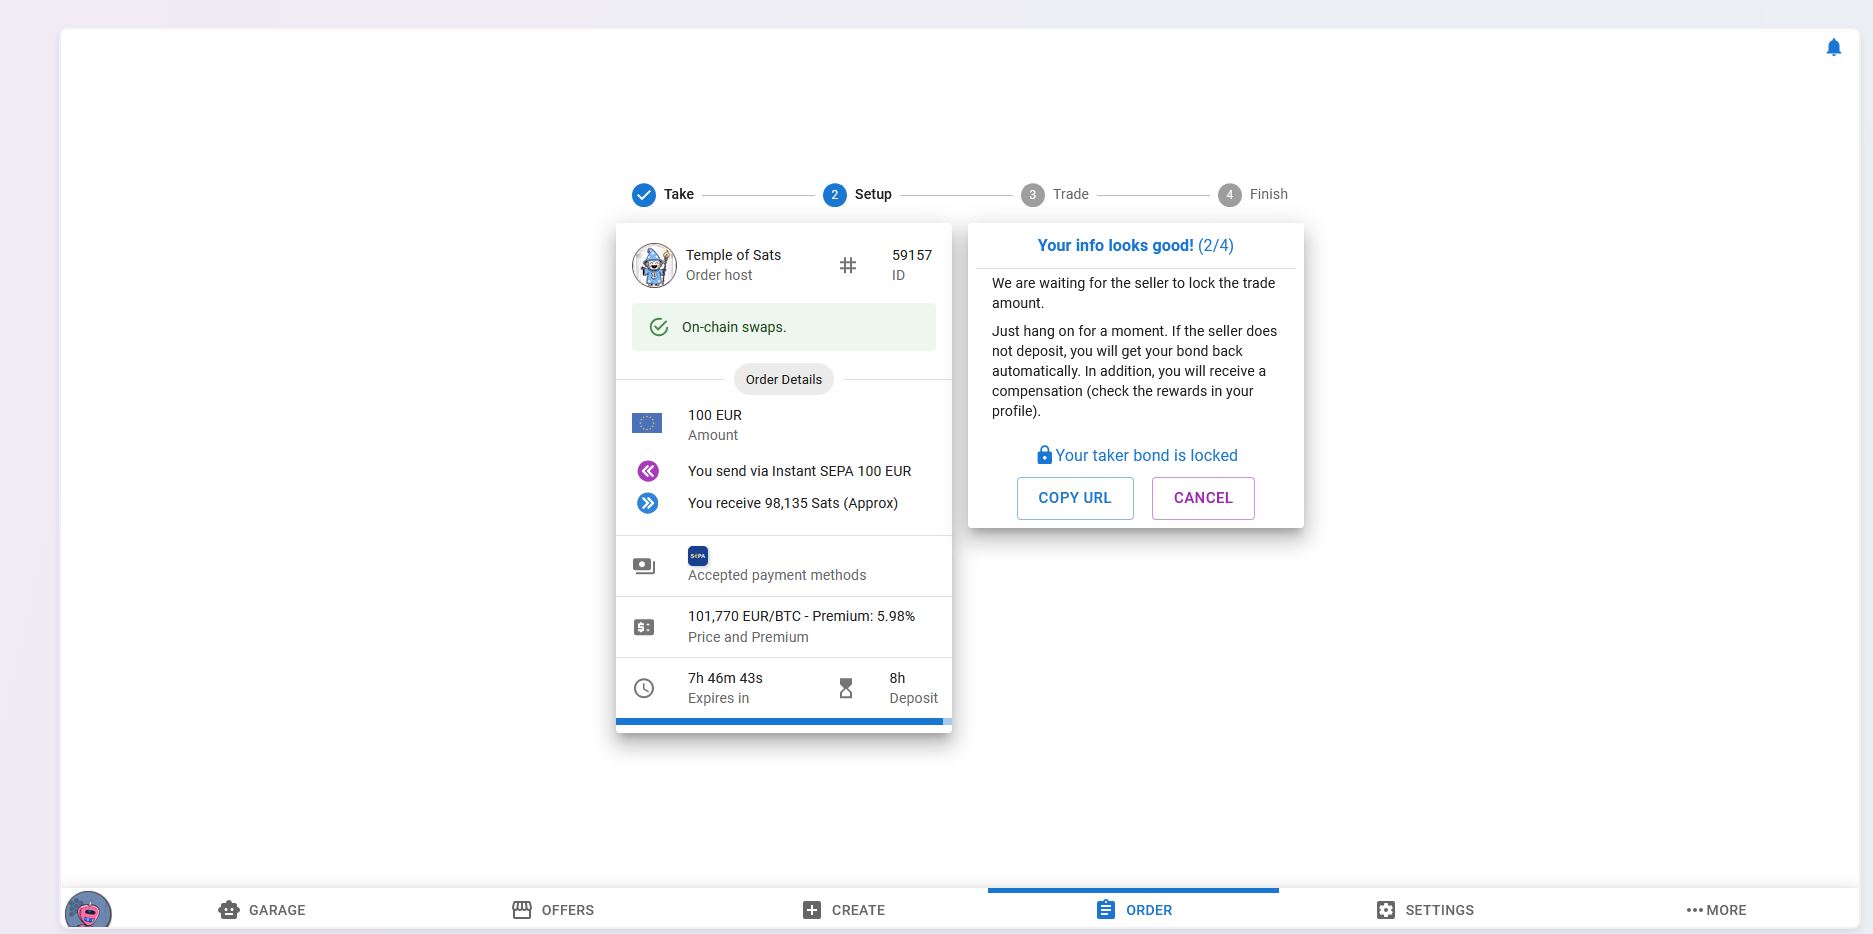 Take
2
Setup
3
Trade
4
Finish
Temple of Sats
Order host
59157
ID
On-chain swaps.
Order Details
100 EUR
Amount
You send via Instant SEPA 100 EUR
You receive 98,135 Sats (Approx)
SEPA
Accepted payment methods
101,770 EUR/BTC - Premium: 5.98%
Price and Premium
7h 46m 43s
Expires in
8h
Deposit
Your info looks good! (2/4)
We are waiting for the seller to lock the trade
amount.
Just hang on for a moment. If the seller does
not deposit, you will get your bond back
automatically. In addition, you will receive a
compensation (check the rewards in your
profile).
Your taker bond is locked
COPY URL
CANCEL
GARAGE
OFFERS
CREATE
ORDER
SETTINGS
MORE